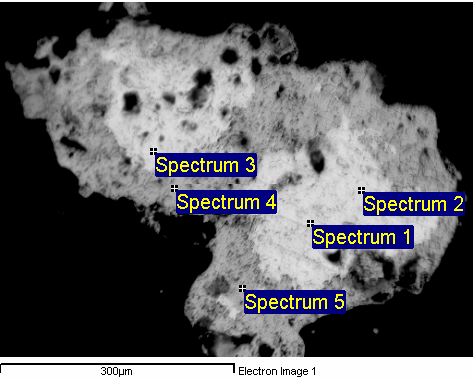 Spectrum 3
Spectrum 4
Spectrum 2
Spectrum 1
Spectrum 5
300µm
Electron Image 1